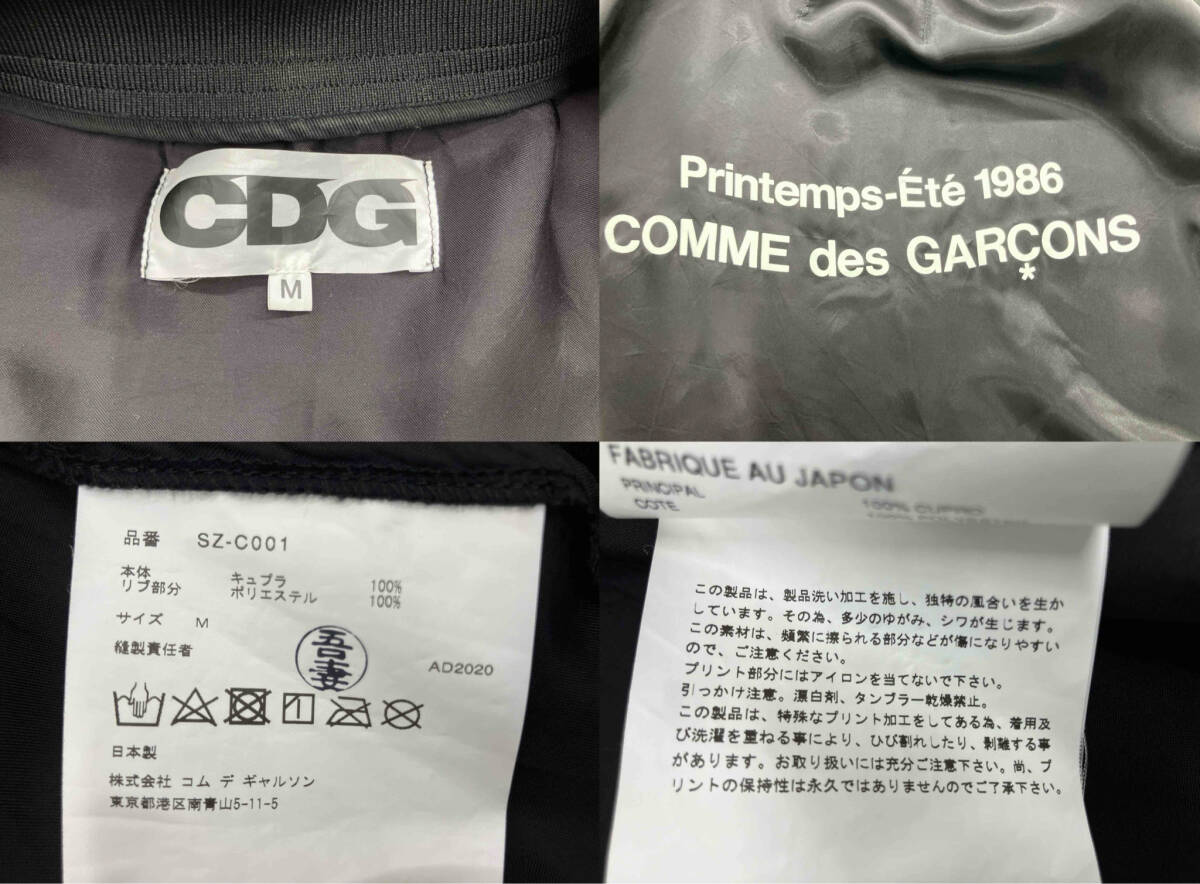 CDG
M
Printemps-Été 1986
COMME des GARÇONS
*
品番 SZ-C001
本体 キュプラ 100%
リブ部分 ポリエステル 100%
サイズ M
縫製責任者 吾妻
AD2020
日本製
株式会社 コム デ ギャルソン
東京都港区南青山5-11-5
FABRIQUE AU JAPON
PRINCIPAL 100% CUPRO
COTE
この製品は、製品洗い加工を施し、独特の風合いを生か
しています。その為、多少のゆがみ、シワが生じます。
この素材は、頻繁に擦られる部分などが傷になりやすい
ので、ご注意ください。
プリント部分にはアイロンを当てないで下さい。
引っかけ注意。漂白剤、タンブラー乾燥禁止。
この製品は、特殊なプリント加工をしてある為、着用及
び洗濯を重ねる事により、ひび割れしたり、剥離する事
があります。お取り扱いには充分ご注意下さい。尚、プ
リントの保持性は永久ではありませんのでご了承下さい。